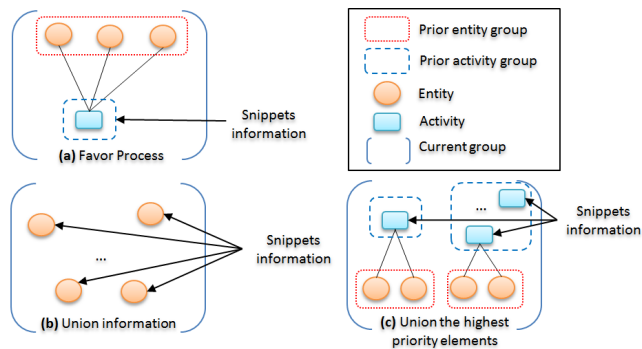 Snippets
information
(a) Favor Process
Prior entity group
Prior activity group
Entity
Activity
Current group
...
Snippets
information
(b) Union information
...
Snippets
information
(c) Union the highest
priority elements